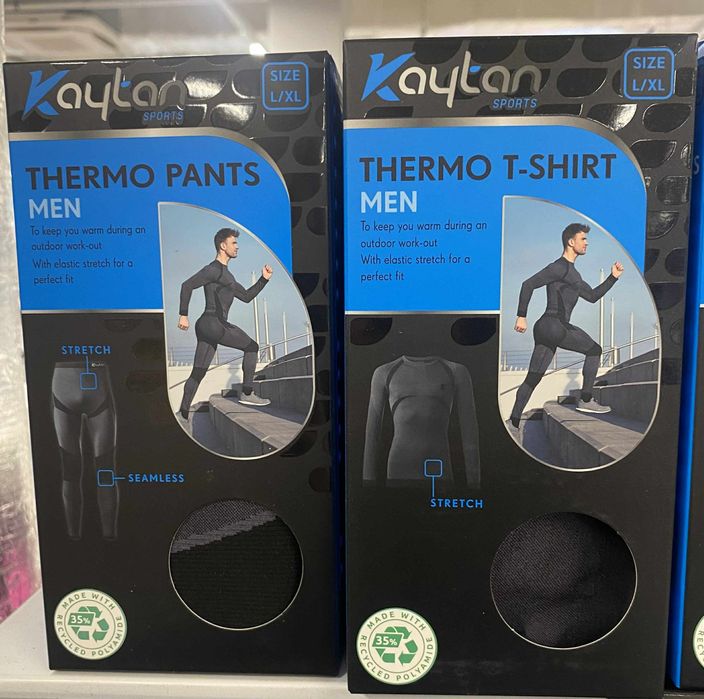 Kaytan
SPORTS
SIZE
L/XL
THERMO PANTS
MEN
To keep you warm during an
outdoor work-out
With elastic stretch for a
perfect fit
STRETCH
SEAMLESS
MADE WITH
35%
RECYCLED POLYAMIDE
Kaytan
SPORTS
SIZE
L/XL
THERMO T-SHIRT
MEN
To keep you warm during an
outdoor work-out
With elastic stretch for a
perfect fit
STRETCH
MADE WITH
35%
RECYCLED POLYAMIDE